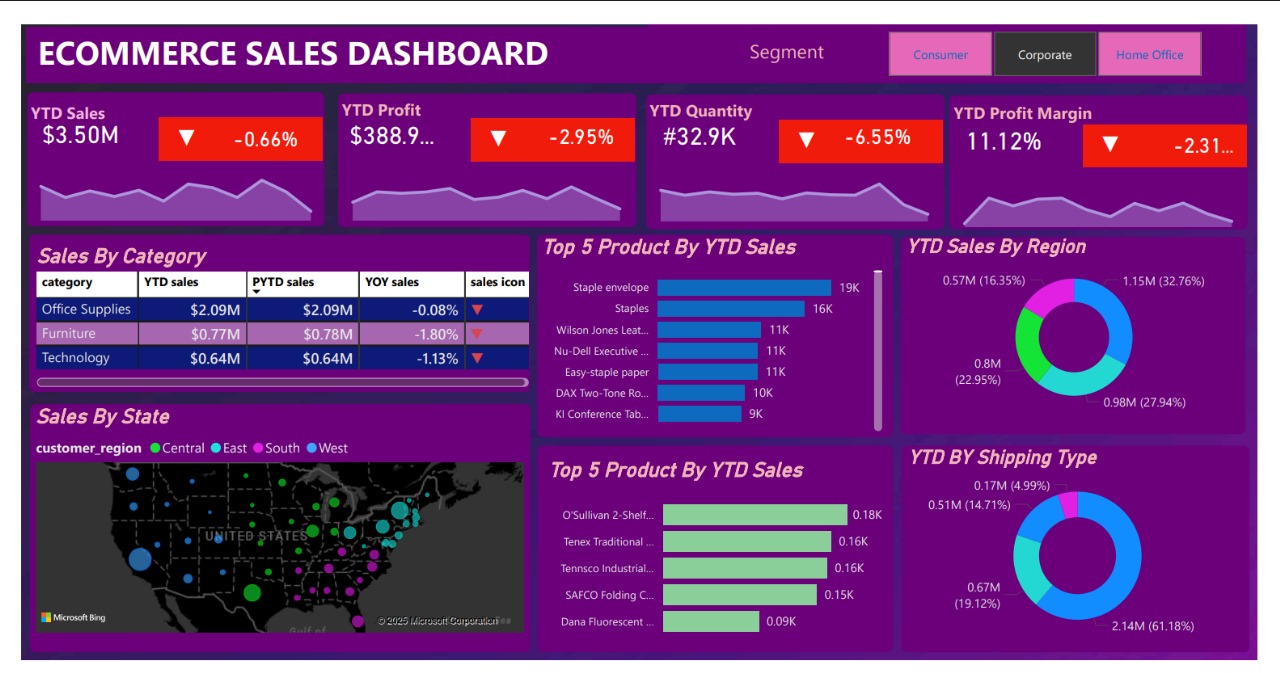 ECOMMERCE SALES DASHBOARD
Segment
Consumer
Corporate
Home Office
YTD Sales
$3.50M
▼ -0.66%
YTD Profit
$388.9...
▼ -2.95%
YTD Quantity
#32.9K
▼ -6.55%
YTD Profit Margin
11.12%
▼ -2.31...
Sales By Category
category YTD sales PYTD sales YOY sales sales icon
Office Supplies $2.09M $2.09M -0.08% ▼
Furniture $0.77M $0.78M -1.80% ▼
Technology $0.64M $0.64M -1.13% ▼
Top 5 Product By YTD Sales
Staple envelope 19K
Staples 16K
Wilson Jones Leat... 11K
Nu-Dell Executive ... 11K
Easy-staple paper 11K
DAX Two-Tone Ro... 10K
KI Conference Tab... 9K
YTD Sales By Region
0.57M (16.35%)
1.15M (32.76%)
0.8M
(22.95%)
0.98M (27.94%)
Sales By State
customer_region Central East South West
UNITED STATES
Microsoft Bing
© 2025 Microsoft Corporation
Gulf of
Top 5 Product By YTD Sales
O'Sullivan 2-Shelf... 0.18K
Tenex Traditional ... 0.16K
Tennsco Industrial... 0.16K
SAFCO Folding C... 0.15K
Dana Fluorescent ... 0.09K
YTD BY Shipping Type
0.17M (4.99%)
0.51M (14.71%)
0.67M
(19.12%)
2.14M (61.18%)